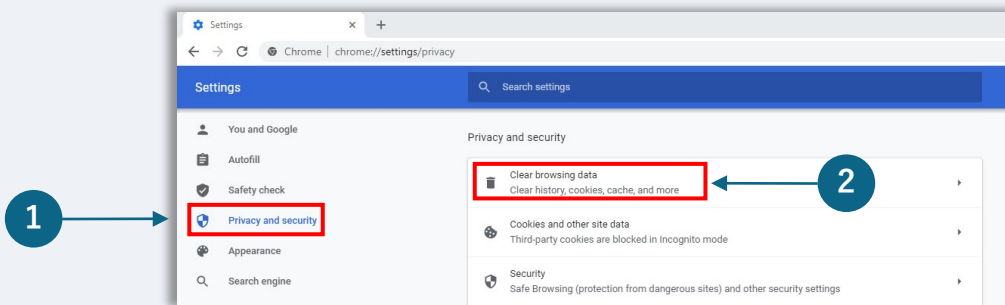 Settings
Chrome | chrome://settings/privacy
Settings
Search settings
You and Google
Autofill
Safety check
Privacy and security
Appearance
Search engine
Privacy and security
Clear browsing data
Clear history, cookies, cache, and more
Cookies and other site data
Third-party cookies are blocked in Incognito mode
Security
Safe Browsing (protection from dangerous sites) and other security settings
1
2